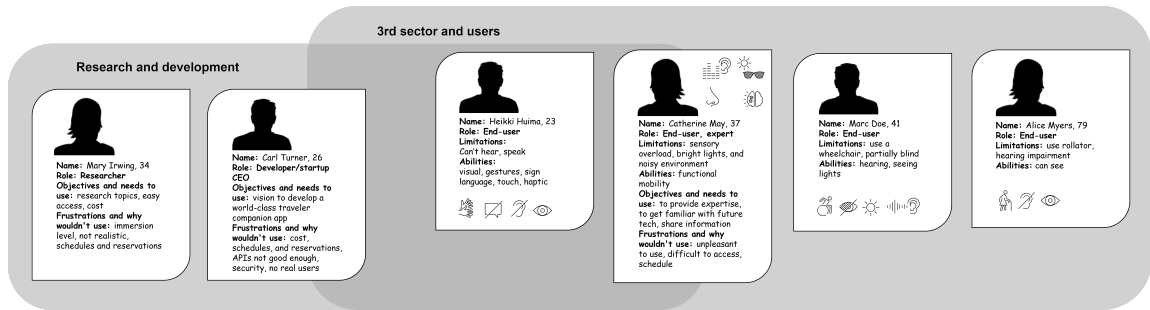 3rd sector and users
Research and development
Name: Mary Irwing, 34
Role: Researcher
Objectives and needs to
use: research topics, easy
access, cost
Frustrations and why
wouldn't use: immersion
level, not realistic,
schedules and reservations
Name: Carl Turner, 26
Role: Developer/startup
CEO
Objectives and needs to
use: vision to develop a
world-class traveler
companion app
Frustrations and why
wouldn't use: cost,
schedules, and reservations,
APIs not good enough,
security, no real users
Name: Heikki Huima, 23
Role: End-user
Limitations:
Can't hear, speak
Abilities:
visual, gestures, sign
language, touch, haptic
Name: Catherine May, 37
Role: End-user, expert
Limitations: sensory
overload, bright lights, and
noisy environment
Abilities: functional
mobility
Objectives and needs to
use: to provide expertise,
to get familiar with future
tech, share information
Frustrations and why
wouldn't use: unpleasant
to use, difficult to access,
schedule
Name: Marc Doe, 41
Role: End-user
Limitations: use a
wheelchair, partially blind
Abilities: hearing, seeing
lights
Name: Alice Myers, 79
Role: End-user
Limitations: use rollator,
hearing impairment
Abilities: can see